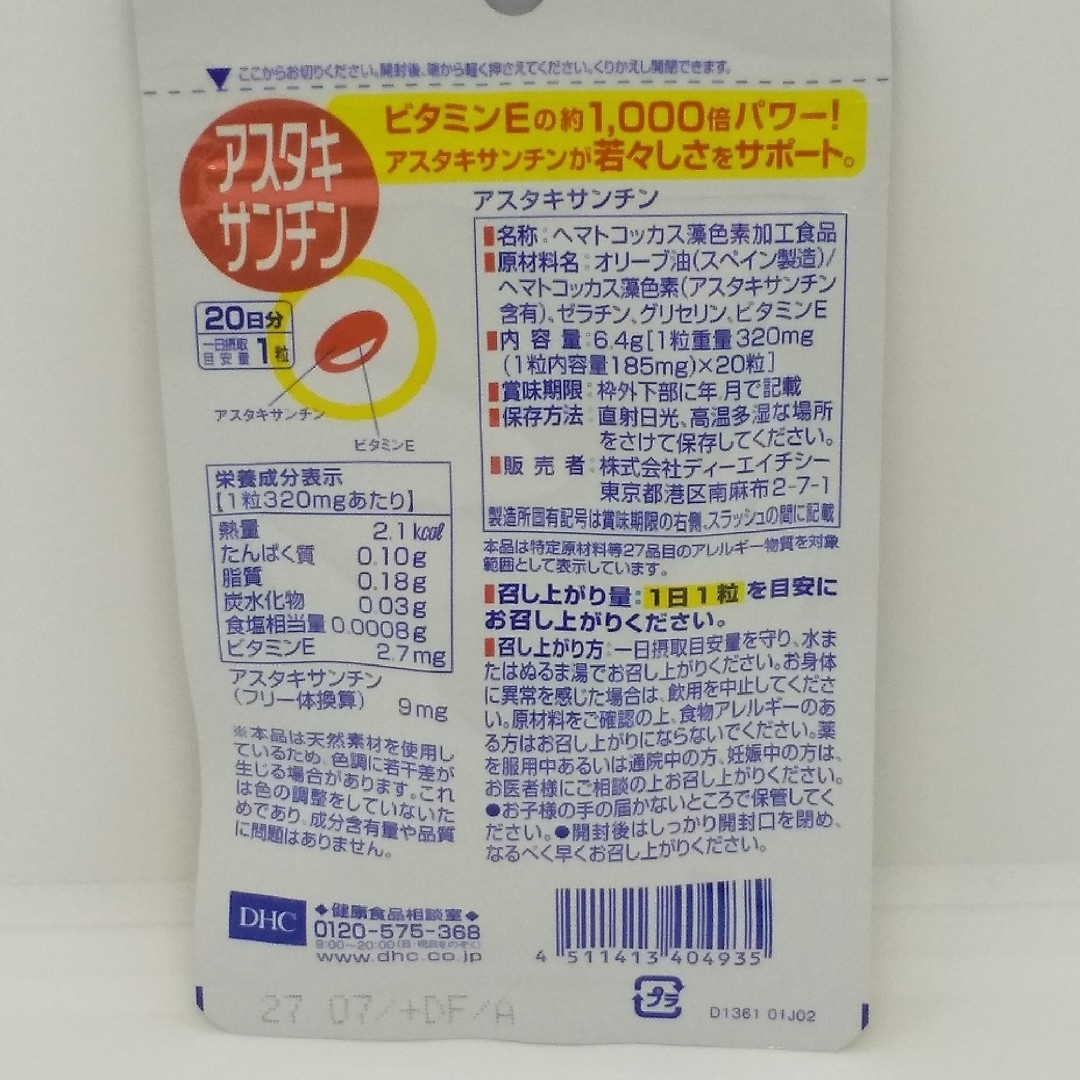 ここからお切りください。開封後、端から軽く押さえてください。くりかえし開閉できます。
アスタキ
サンチン
ビタミンEの約1,000倍パワー!
アスタキサンチンが若々しさをサポート。
20日分
一日摂取
目安量 1粒
アスタキサンチン
ビタミンE
栄養成分表示
【1粒320mgあたり】
熱量 2.1kcal
たんぱく質 0.10g
脂質 0.18g
炭水化物 0.03g
食塩相当量 0.0008g
ビタミンE 2.7mg
アスタキサンチン
(フリー体換算) 9mg
※本品は天然素材を使用し
ているため、色調に若干差が
生じる場合があります。これ
は色の調整をしていないた
めであり、成分含有量や品質
に問題はありません。
アスタキサンチン
名称:ヘマトコッカス藻色素加工食品
原材料名:オリーブ油(スペイン製造)/
ヘマトコッカス藻色素(アスタキサンチン
含有)、ゼラチン、グリセリン、ビタミンE
内容量:6.4g[1粒重量320mg
(1粒内容量185mg)×20粒]
賞味期限:枠外下部に年、月で記載
保存方法:直射日光、高温多湿な場所
をさけて保存してください。
販売者:株式会社ディーエイチシー
東京都港区南麻布2-7-1
製造所固有記号は賞味期限の右側、スラッシュの間に記載
本品は特定原材料等27品目のアレルギー物質を対象
範囲として表示しています。
召し上がり量:1日1粒を目安に
お召し上がりください。
召し上がり方:一日摂取目安量を守り、水ま
たはぬるま湯でお召し上がりください。お身体
に異常を感じた場合は、飲用を中止してくださ
い。原材料をご確認の上、食物アレルギーのあ
る方はお召し上がりにならないでください。薬
を服用中あるいは通院中の方、妊娠中の方は、
お医者様にご相談の上お召し上がりください。
●お子様の手の届かないところで保管してく
ださい。●開封後はしっかり開封口を閉め、
なるべく早くお召し上がりください。
DHC
◆健康食品相談室◆
0120-575-368
9:00〜20:00(日・祝日をのぞく)
www.dhc.co.jp
4 511413 404935
プラ
D1361 01J02
27 07/+DF/A